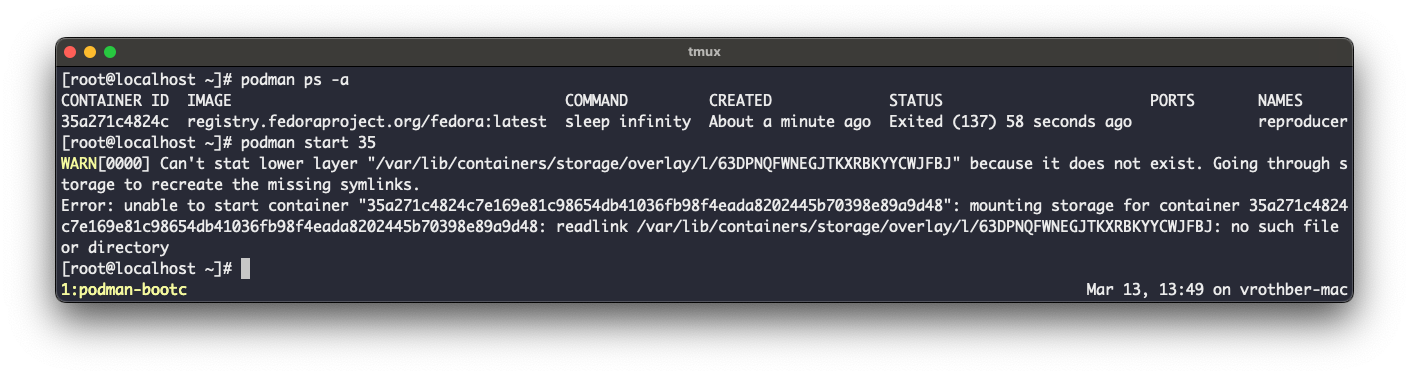 tmux
[root@localhost ~]# podman ps -a
CONTAINER ID  IMAGE                                     COMMAND         CREATED             STATUS                       PORTS       NAMES
35a271c4824c  registry.fedoraproject.org/fedora:latest  sleep infinity  About a minute ago  Exited (137) 58 seconds ago              reproducer
[root@localhost ~]# podman start 35
WARN[0000] Can't stat lower layer "/var/lib/containers/storage/overlay/l/63DPNQFWNEGJTKXRBKYYCWJFBJ" because it does not exist. Going through s
torage to recreate the missing symlinks.
Error: unable to start container "35a271c4824c7e169e81c98654db41036fb98f4eada8202445b70398e89a9d48": mounting storage for container 35a271c4824
c7e169e81c98654db41036fb98f4eada8202445b70398e89a9d48: readlink /var/lib/containers/storage/overlay/l/63DPNQFWNEGJTKXRBKYYCWJFBJ: no such file
or directory
[root@localhost ~]#
1:podman-bootc                                                                                                   Mar 13, 13:49 on vrothber-mac